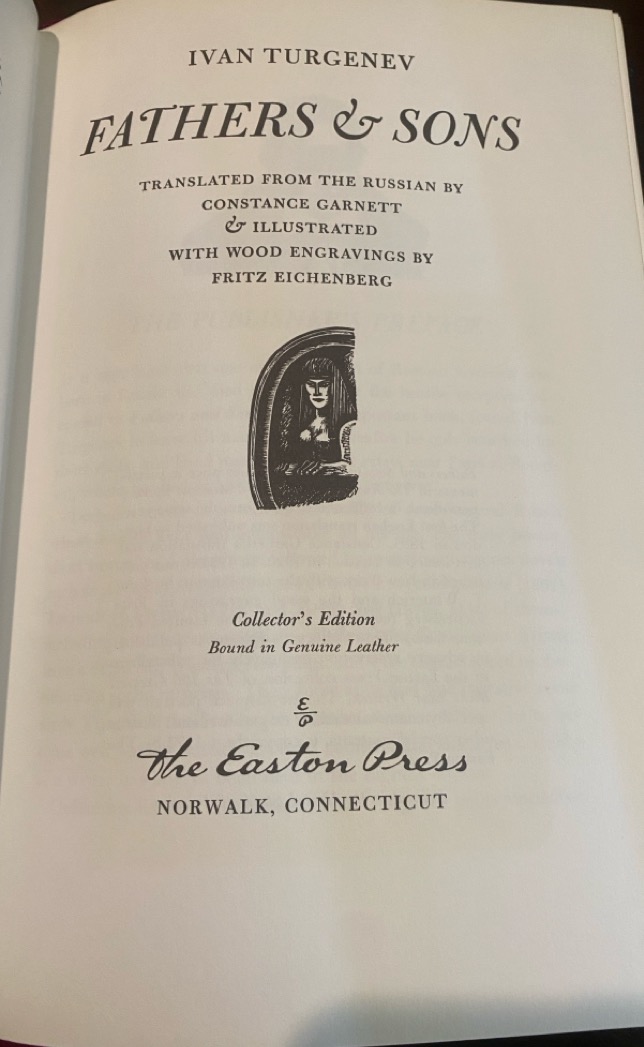 IVAN TURGENEV
FATHERS & SONS
TRANSLATED FROM THE RUSSIAN BY
CONSTANCE GARNETT
& ILLUSTRATED
WITH WOOD ENGRAVINGS BY
FRITZ EICHENBERG
Collector's Edition
Bound in Genuine Leather
E
P
The Easton Press
NORWALK, CONNECTICUT